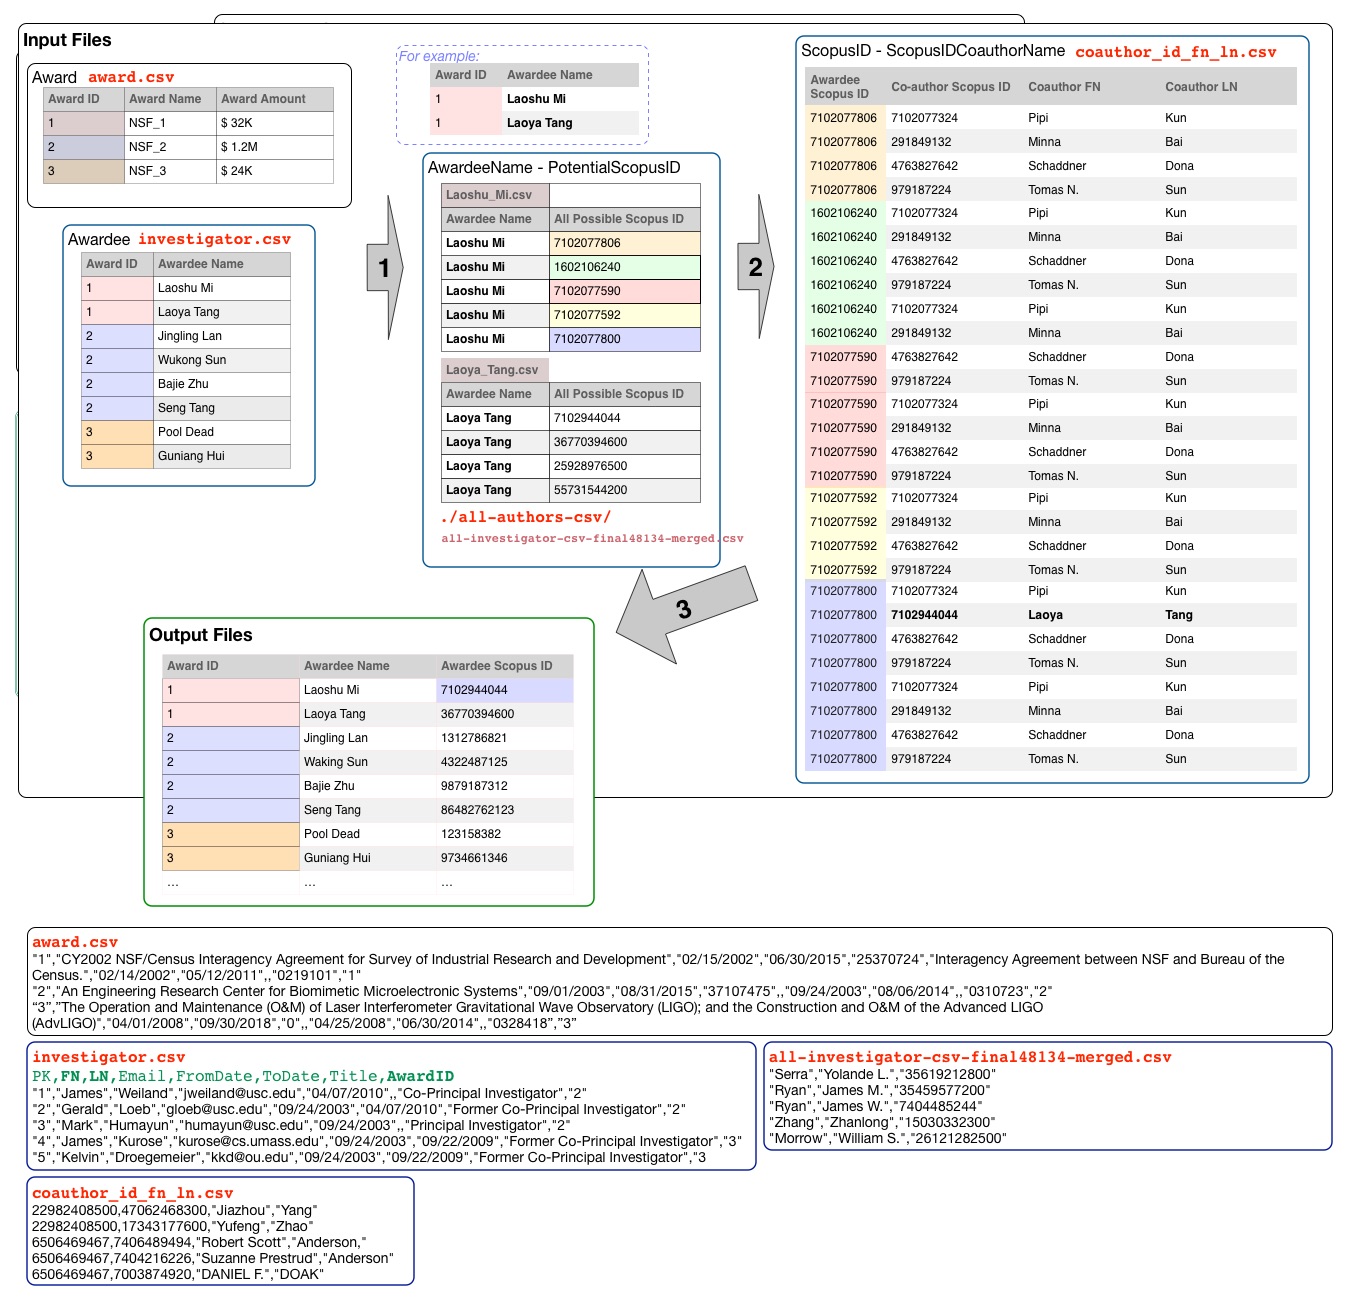 Input Files
Award award.csv
Award ID Award Name Award Amount
1 NSF_1 $ 32K
2 NSF_2 $ 1.2M
3 NSF_3 $ 24K
Awardee investigator.csv
Award ID Awardee Name
1 Laoshu Mi
1 Laoya Tang
2 Jingling Lan
2 Wukong Sun
2 Bajie Zhu
2 Seng Tang
3 Pool Dead
3 Guniang Hui
1
For example:
Award ID Awardee Name
1 Laoshu Mi
1 Laoya Tang
AwardeeName - PotentialScopusID
Laoshu_Mi.csv
Awardee Name All Possible Scopus ID
Laoshu Mi 7102077806
Laoshu Mi 1602106240
Laoshu Mi 7102077590
Laoshu Mi 7102077592
Laoshu Mi 7102077800
Laoya_Tang.csv
Awardee Name All Possible Scopus ID
Laoya Tang 7102944044
Laoya Tang 36770394600
Laoya Tang 25928976500
Laoya Tang 55731544200
./all-authors-csv/
all-investigator-csv-final48134-merged.csv
2
ScopusID - ScopusIDCoauthorName coauthor_id_fn_ln.csv
Awardee
Scopus ID Co-author Scopus ID Coauthor FN Coauthor LN
7102077806 7102077324 Pipi Kun
7102077806 291849132 Minna Bai
7102077806 4763827642 Schaddner Dona
7102077806 979187224 Tomas N. Sun
1602106240 7102077324 Pipi Kun
1602106240 291849132 Minna Bai
1602106240 4763827642 Schaddner Dona
1602106240 979187224 Tomas N. Sun
1602106240 7102077324 Pipi Kun
1602106240 291849132 Minna Bai
7102077590 4763827642 Schaddner Dona
7102077590 979187224 Tomas N. Sun
7102077590 7102077324 Pipi Kun
7102077590 291849132 Minna Bai
7102077590 4763827642 Schaddner Dona
7102077590 979187224 Tomas N. Sun
7102077592 7102077324 Pipi Kun
7102077592 291849132 Minna Bai
7102077592 4763827642 Schaddner Dona
7102077592 979187224 Tomas N. Sun
7102077800 7102077324 Pipi Kun
7102077800 7102944044 Laoya Tang
7102077800 4763827642 Schaddner Dona
7102077800 979187224 Tomas N. Sun
7102077800 7102077324 Pipi Kun
7102077800 291849132 Minna Bai
7102077800 4763827642 Schaddner Dona
7102077800 979187224 Tomas N. Sun
3
Output Files
Award ID Awardee Name Awardee Scopus ID
1 Laoshu Mi 7102944044
1 Laoya Tang 36770394600
2 Jingling Lan 1312786821
2 Waking Sun 4322487125
2 Bajie Zhu 9879187312
2 Seng Tang 86482762123
3 Pool Dead 123158382
3 Guniang Hui 9734661346
... ... ...
award.csv
"1","CY2002 NSF/Census Interagency Agreement for Survey of Industrial Research and Development","02/15/2002","06/30/2015","25370724","Interagency Agreement between NSF and Bureau of the
Census.","02/14/2002","05/12/2011",,"0219101","1"
"2","An Engineering Research Center for Biomimetic Microelectronic Systems","09/01/2003","08/31/2015","37107475",,"09/24/2003","08/06/2014",,"0310723","2"
“3”,”The Operation and Maintenance (O&M) of Laser Interferometer Gravitational Wave Observatory (LIGO); and the Construction and O&M of the Advanced LIGO
(AdvLIGO)","04/01/2008","09/30/2018","0",,"04/25/2008","06/30/2014",,"0328418”,”3”
investigator.csv
PK,FN,LN,Email,FromDate,ToDate,Title,AwardID
"1","James","Weiland","jweiland@usc.edu","04/07/2010",,"Co-Principal Investigator","2"
"2","Gerald","Loeb","gloeb@usc.edu","09/24/2003","04/07/2010","Former Co-Principal Investigator","2"
"3","Mark","Humayun","humayun@usc.edu","09/24/2003",,"Principal Investigator","2"
"4","James","Kurose","kurose@cs.umass.edu","09/24/2003","09/22/2009","Former Co-Principal Investigator","3"
"5","Kelvin","Droegemeier","kkd@ou.edu","09/24/2003","09/22/2009","Former Co-Principal Investigator","3
all-investigator-csv-final48134-merged.csv
"Serra","Yolande L.","35619212800"
"Ryan","James M.","35459577200"
"Ryan","James W.","7404485244"
"Zhang","Zhanlong","15030332300"
"Morrow","William S.","26121282500"
coauthor_id_fn_ln.csv
22982408500,47062468300,"Jiazhou","Yang"
22982408500,17343177600,"Yufeng","Zhao"
6506469467,7406489494,"Robert Scott","Anderson,"
6506469467,7404216226,"Suzanne Prestrud","Anderson"
6506469467,7003874920,"DANIEL F.","DOAK"